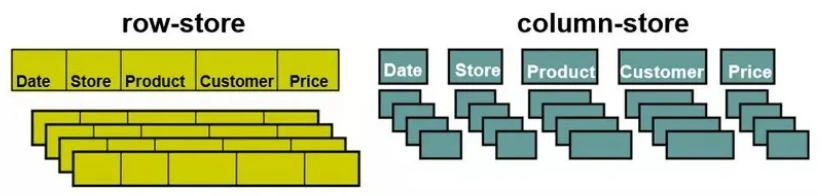 row-store
column-store
Date Store Product Customer Price
Date Store Product Customer Price